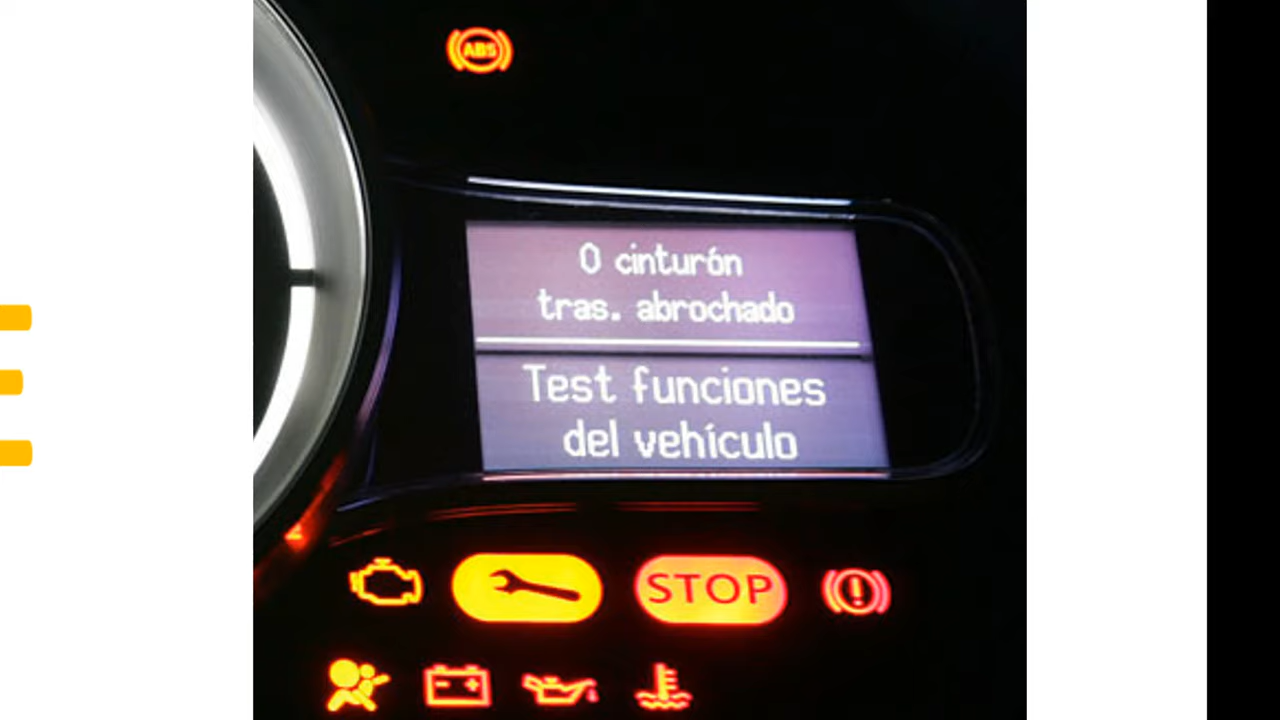 ABS
0 cinturón
tras. abrochado
Test funciones
del vehículo
STOP